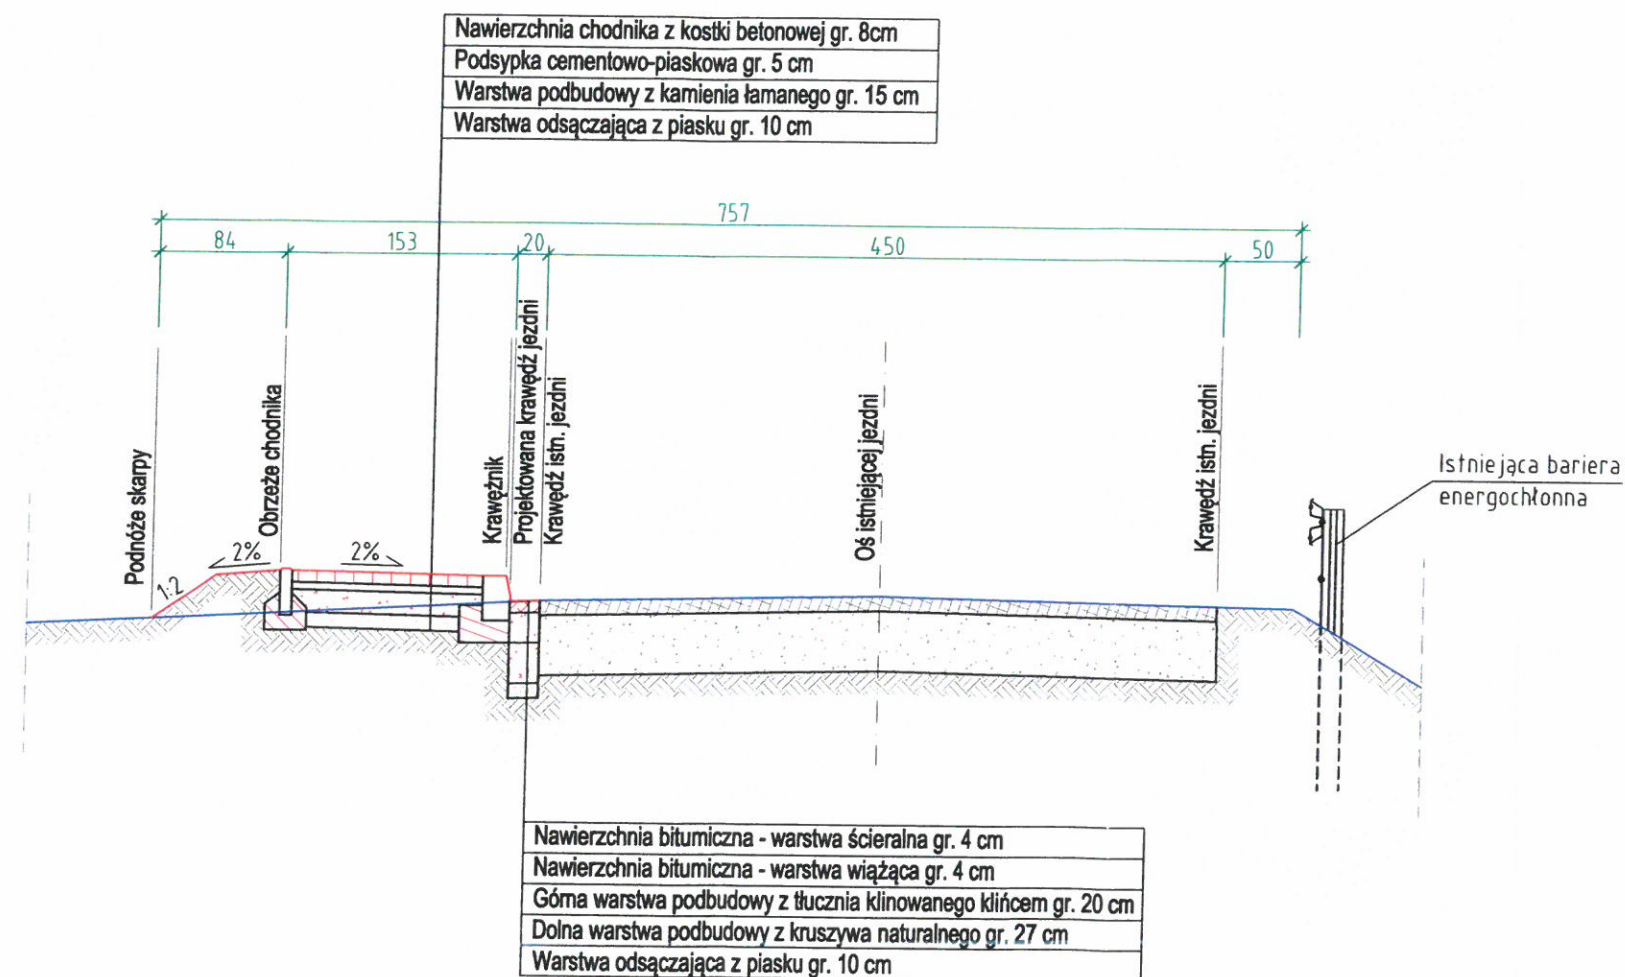 Nawierzchnia chodnika z kostki betonowej gr. 8cm
Podsypka cementowo-piaskowa gr. 5 cm
Warstwa podbudowy z kamienia łamanego gr. 15 cm
Warstwa odsączająca z piasku gr. 10 cm
757
84
153
20
450
50
Podnóże skarpy
Obrzeże chodnika
Krawężnik
Projektowana krawędź jezdni
Krawędź istn. jezdni
Oś istniejącej jezdni
Krawędź istn. jezdni
Istniejąca bariera
energochłonna
1:2
2%
2%
Nawierzchnia bitumiczna - warstwa ścieralna gr. 4 cm
Nawierzchnia bitumiczna - warstwa wiążąca gr. 4 cm
Górna warstwa podbudowy z tłucznia klinowanego klińcem gr. 20 cm
Dolna warstwa podbudowy z kruszywa naturalnego gr. 27 cm
Warstwa odsączająca z piasku gr. 10 cm